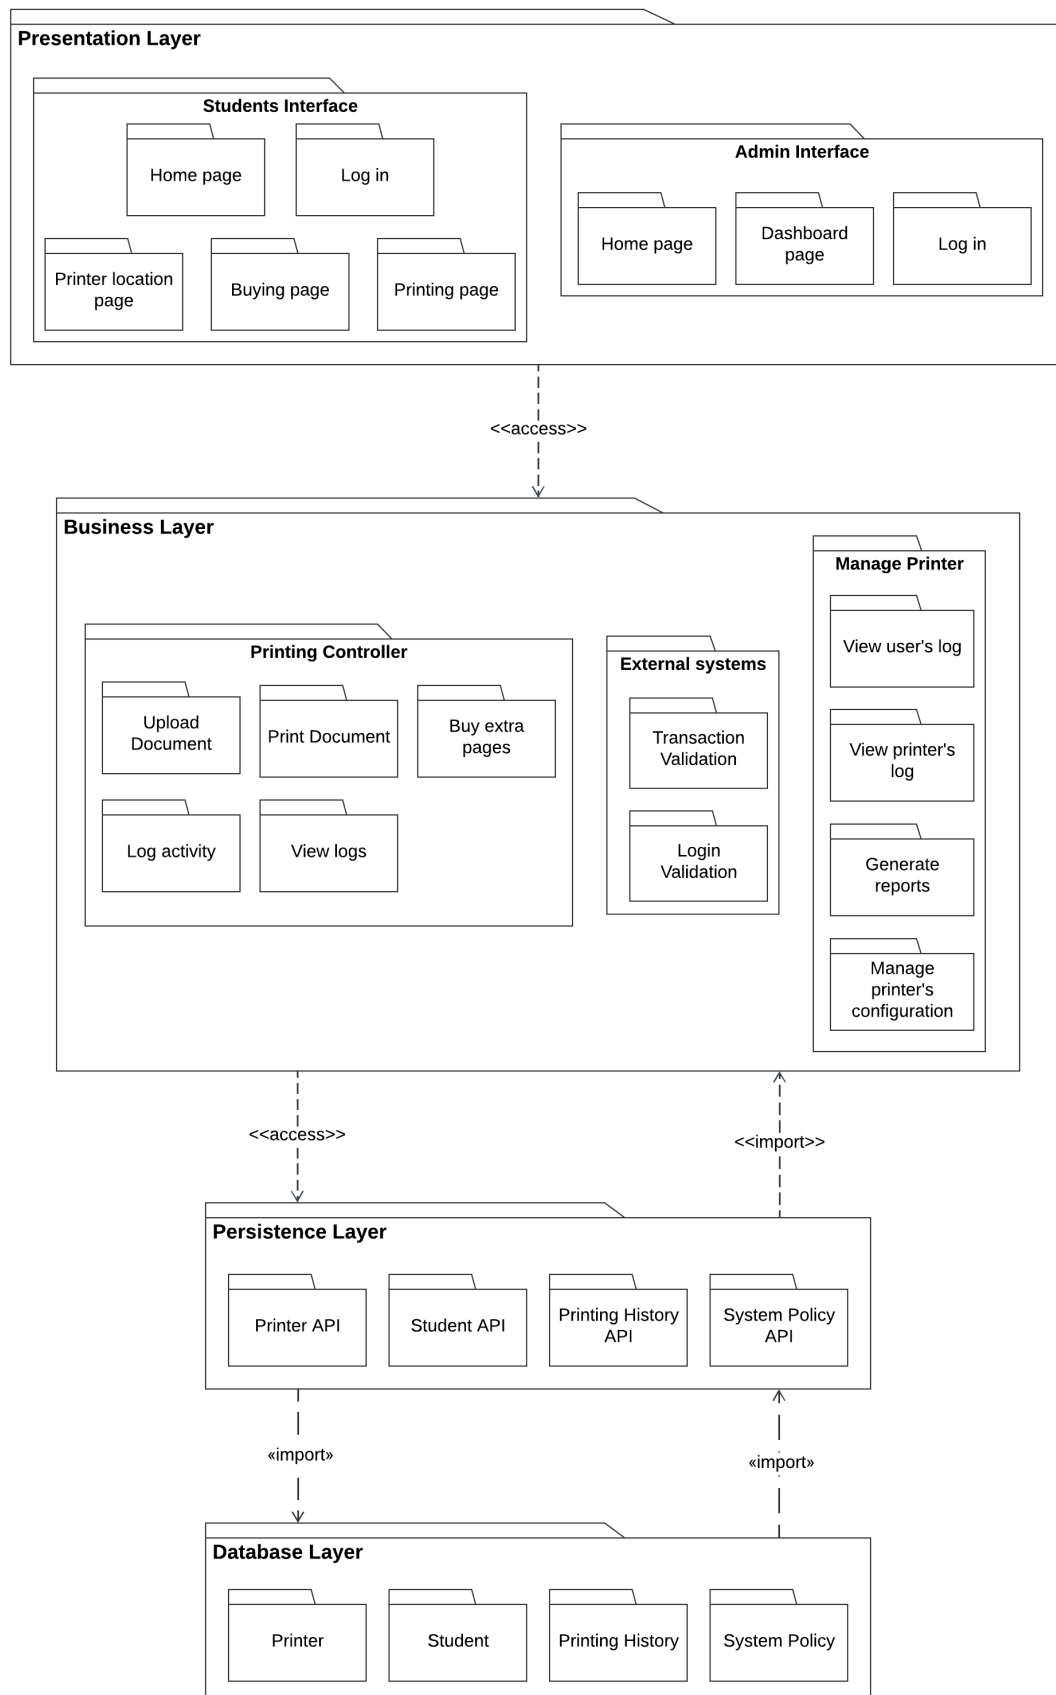 Presentation Layer
Students Interface
Home page
Log in
Printer location
page
Buying page
Printing page
Admin Interface
Home page
Dashboard
page
Log in
<<access>>
Business Layer
Printing Controller
Upload
Document
Print Document
Buy extra
pages
Log activity
View logs
External systems
Transaction
Validation
Login
Validation
Manage Printer
View user's log
View printer's
log
Generate
reports
Manage
printer's
configuration
<<access>>
<<import>>
Persistence Layer
Printer API
Student API
Printing History
API
System Policy
API
«import»
«import»
Database Layer
Printer
Student
Printing History
System Policy